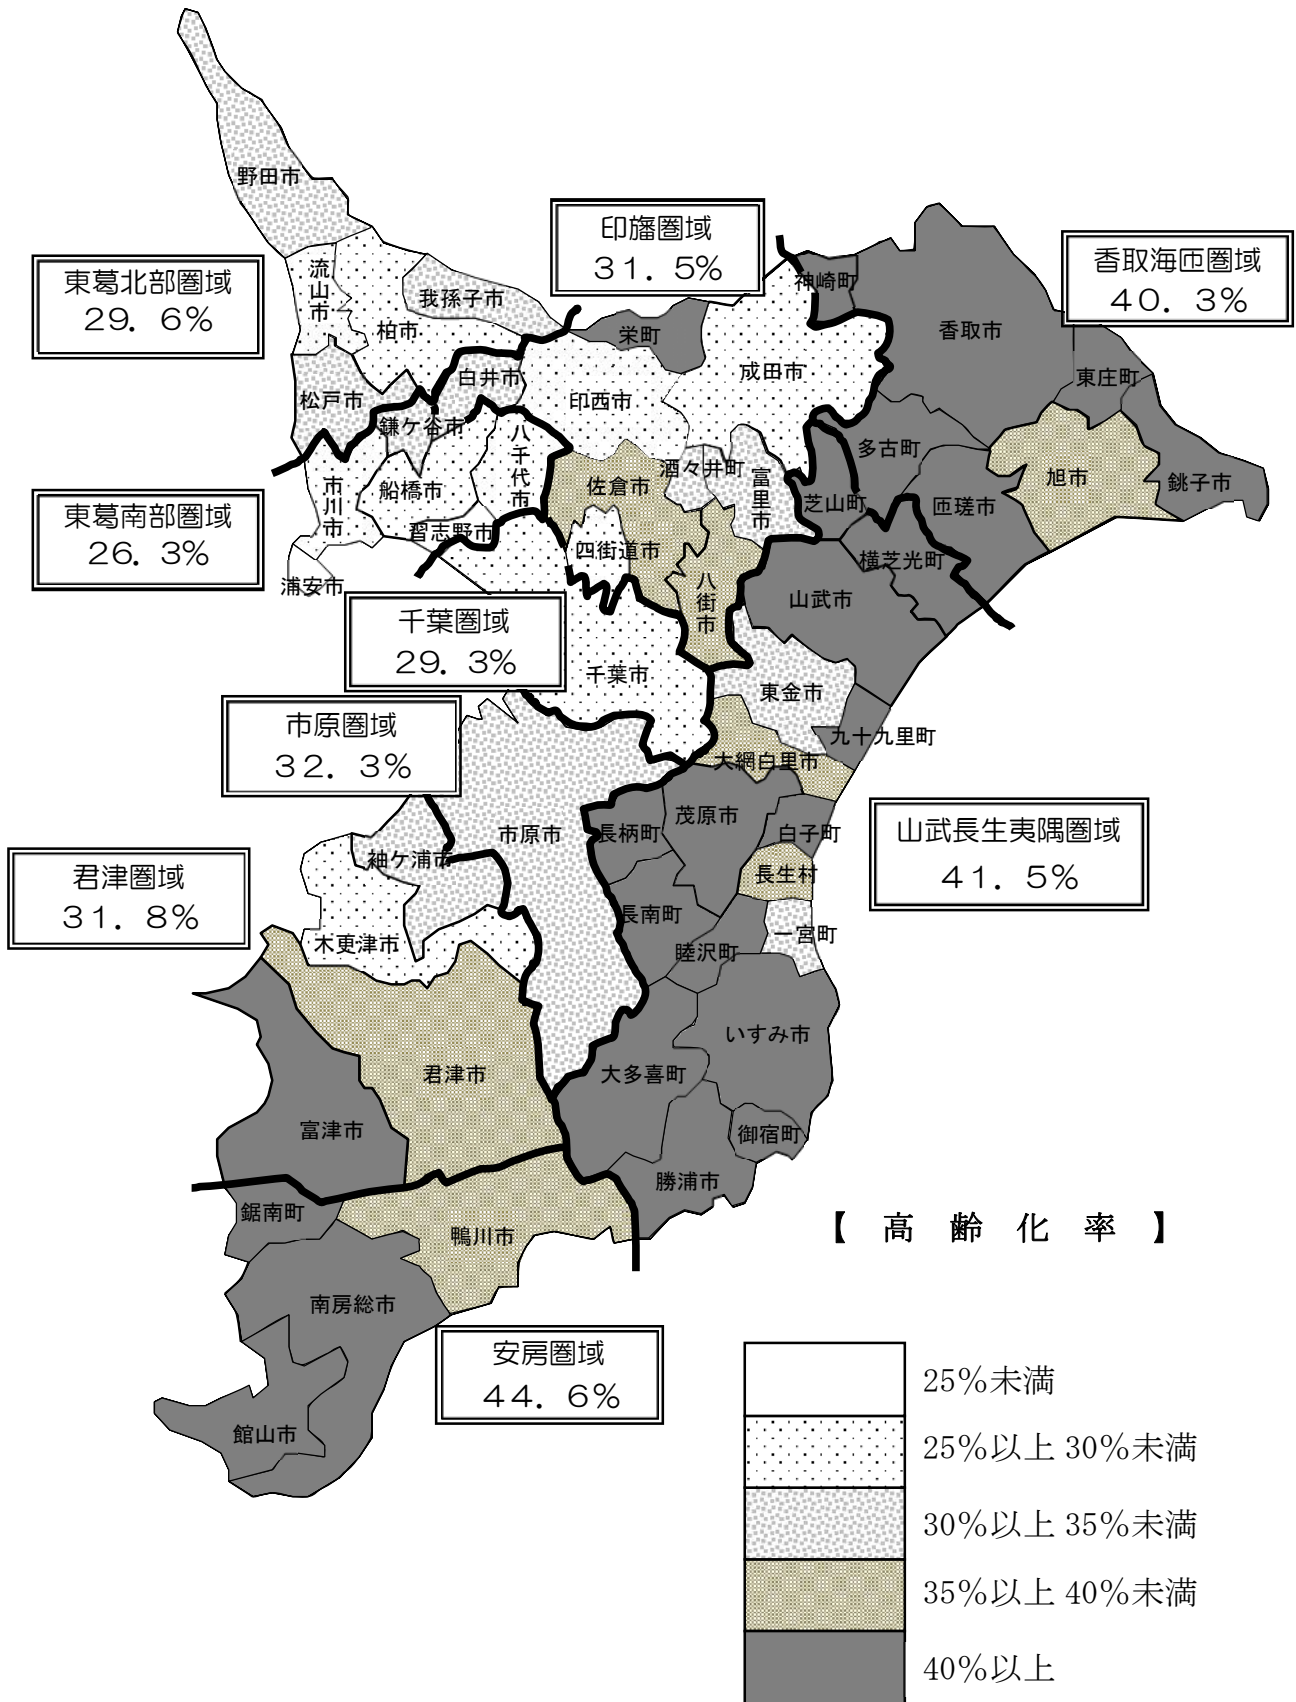 野田市
印旛圏域
31．5％
香取海匝圏域
40．3％
東葛北部圏域
29．6％
流山市
我孫子市
柏市
栄町
神崎町
香取市
成田市
東庄町
白井市
印西市
松戸市
鎌ケ谷市
八千代市
多古町
酒々井町
富里市
佐倉市
旭市
銚子市
船橋市
市川市
芝山町
匝瑳市
東葛南部圏域
26．3％
習志野市
四街道市
横芝光町
浦安市
八街市
山武市
千葉圏域
29．3％
千葉市
東金市
市原圏域
32．3％
九十九里町
大網白里市
茂原市
長柄町
白子町
市原市
山武長生夷隅圏域
41．5％
袖ケ浦市
君津圏域
31．8％
長生村
長南町
一宮町
木更津市
睦沢町
いすみ市
君津市
大多喜町
富津市
御宿町
勝浦市
鋸南町
鴨川市
【 高 齢 化 率 】
南房総市
安房圏域
44．6％
館山市
25％未満
25％以上 30％未満
30％以上 35％未満
35％以上 40％未満
40％以上